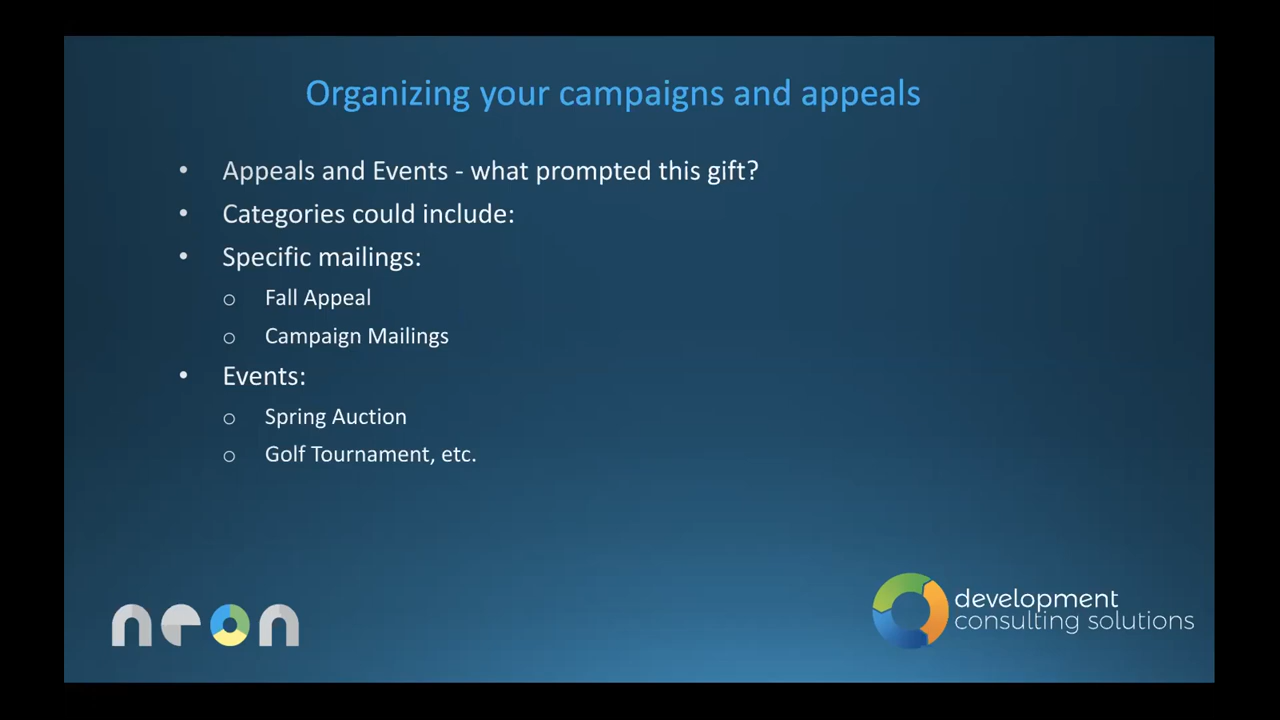 Organizing your campaigns and appeals
• Appeals and Events - what prompted this gift?
• Categories could include:
• Specific mailings:
o Fall Appeal
o Campaign Mailings
• Events:
o Spring Auction
o Golf Tournament, etc.
neon
development
consulting solutions